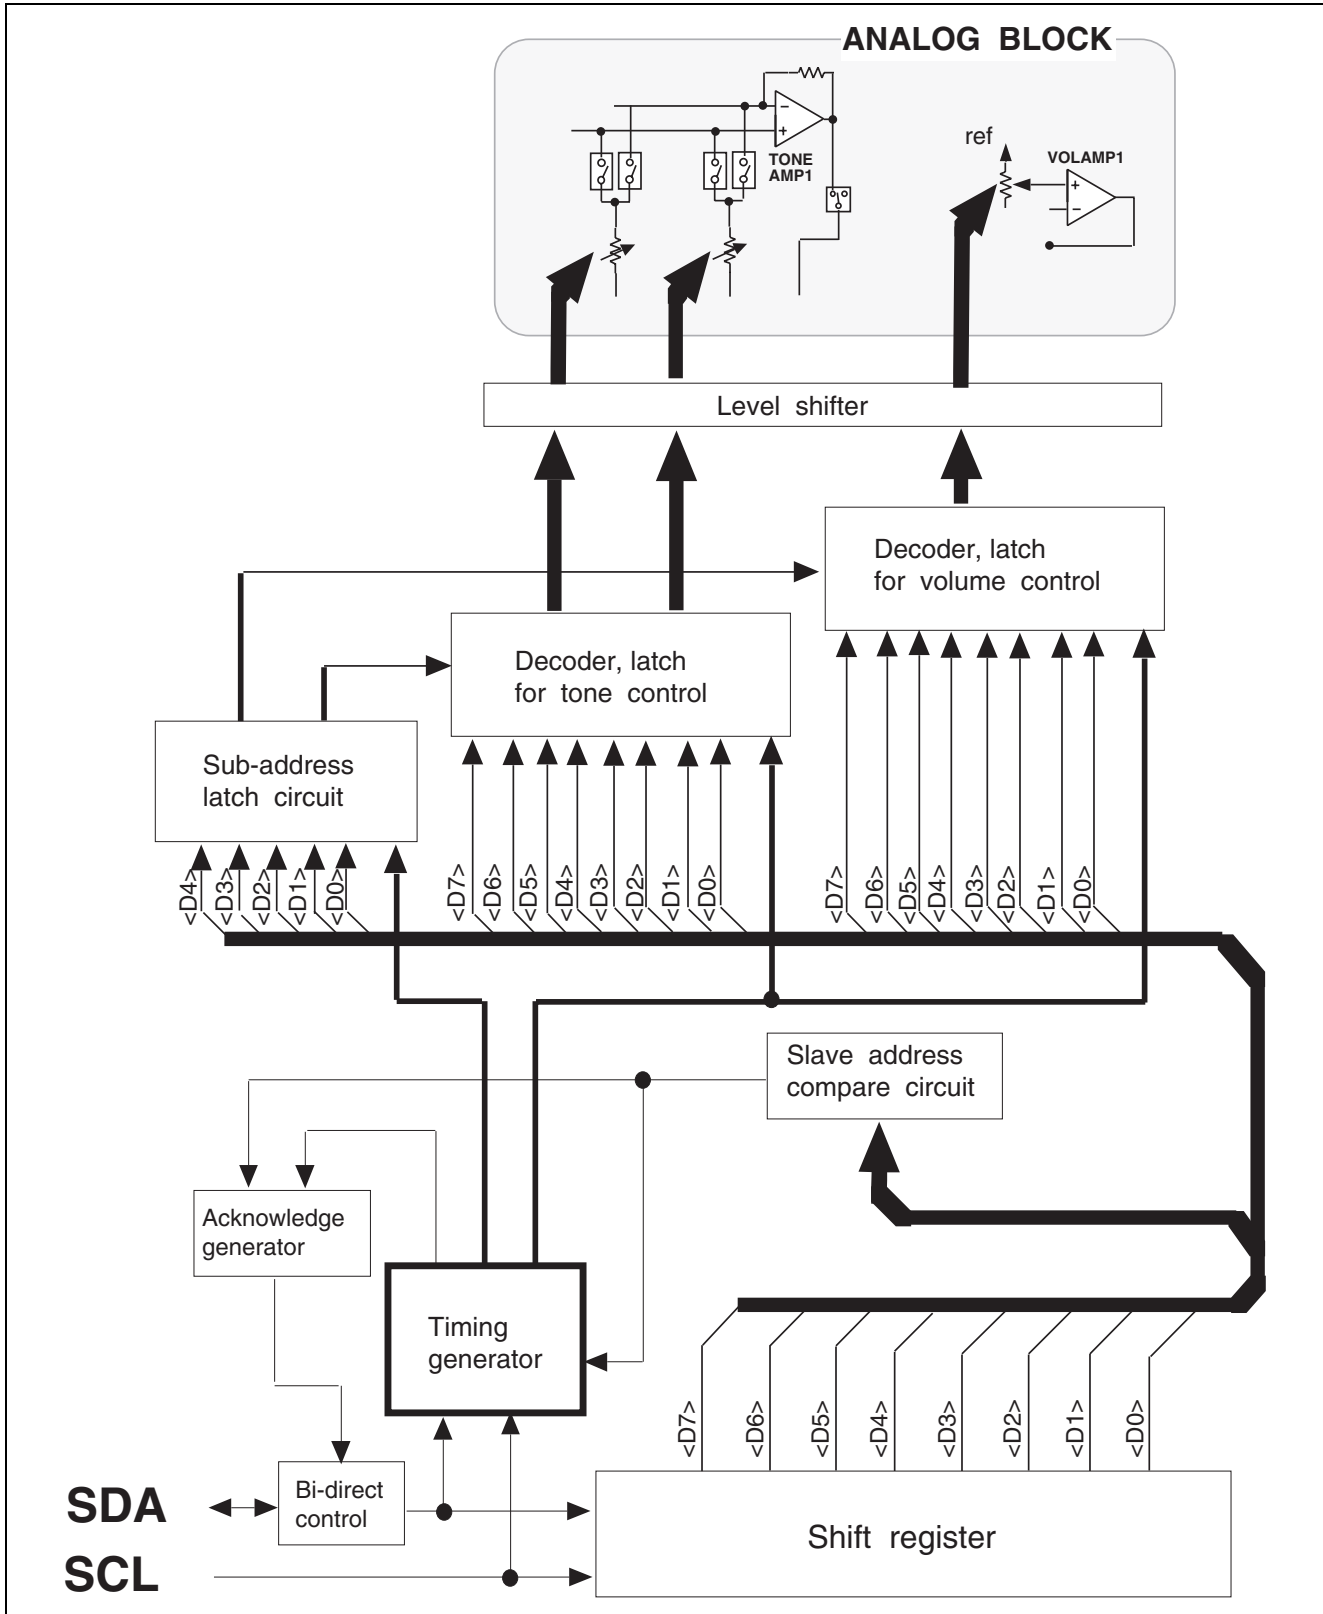 ANALOG BLOCK
−
+
TONE
AMP1
ref
VOLAMP1
+
−
Level shifter
Decoder, latch
for volume control
Decoder, latch
for tone control
Sub-address
latch circuit
<D4>
<D3>
<D2>
<D1>
<D0>
<D7>
<D6>
<D5>
<D4>
<D3>
<D2>
<D1>
<D0>
<D7>
<D6>
<D5>
<D4>
<D3>
<D2>
<D1>
<D0>
Slave address
compare circuit
Acknowledge
generator
Timing
generator
<D7>
<D6>
<D5>
<D4>
<D3>
<D2>
<D1>
<D0>
SDA
Bi-direct
control
SCL
Shift register